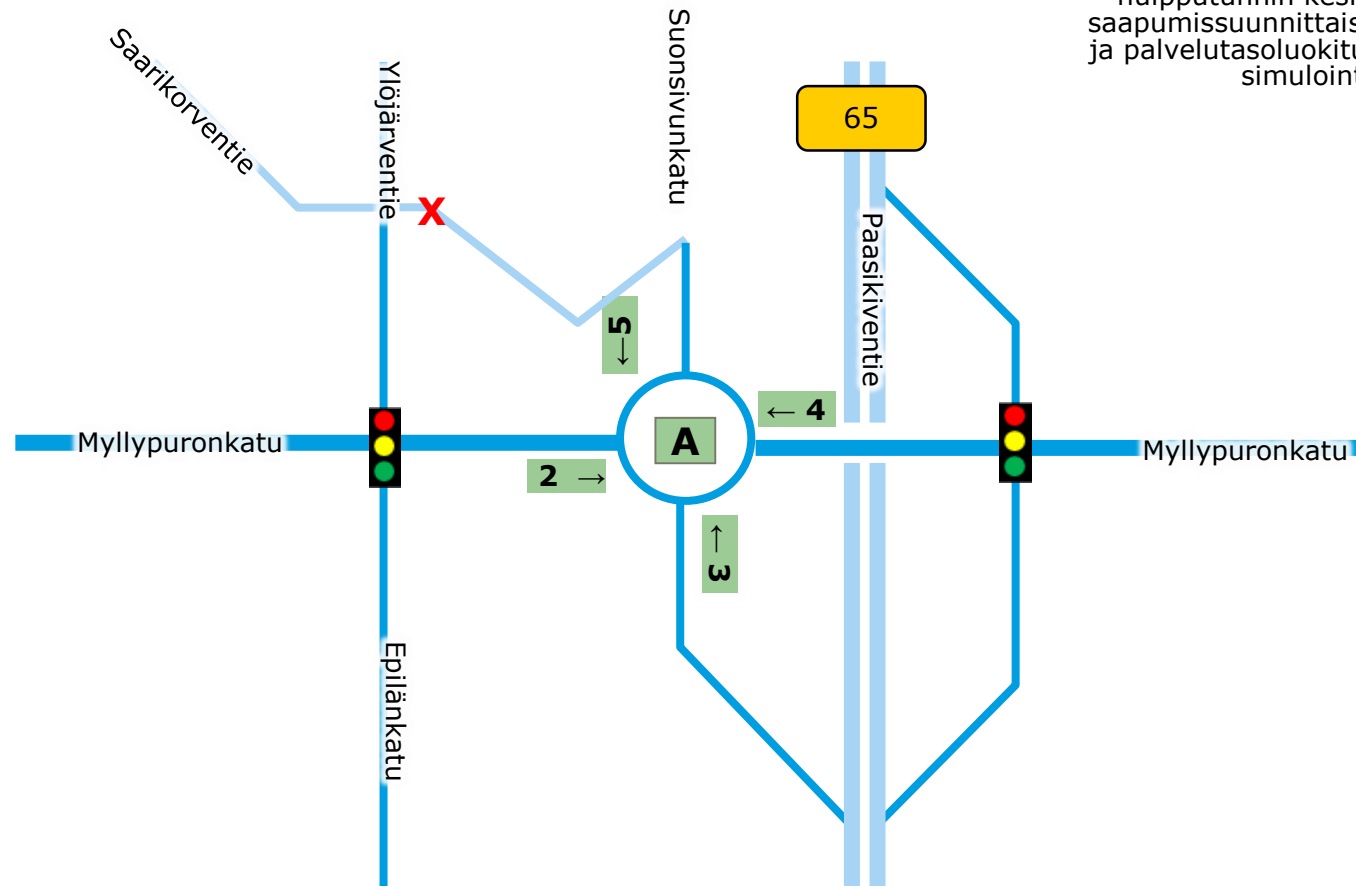 saapumissuunnittais
ja palvelutasoluokitu
simuloint
Saarikorventie
Ylöjärventie
Suonsivunkatu
65
Paasikiventie
←5
← 4
A
Myllypuronkatu
Myllypuronkatu
2 →
3 →
Epilänkatu
X